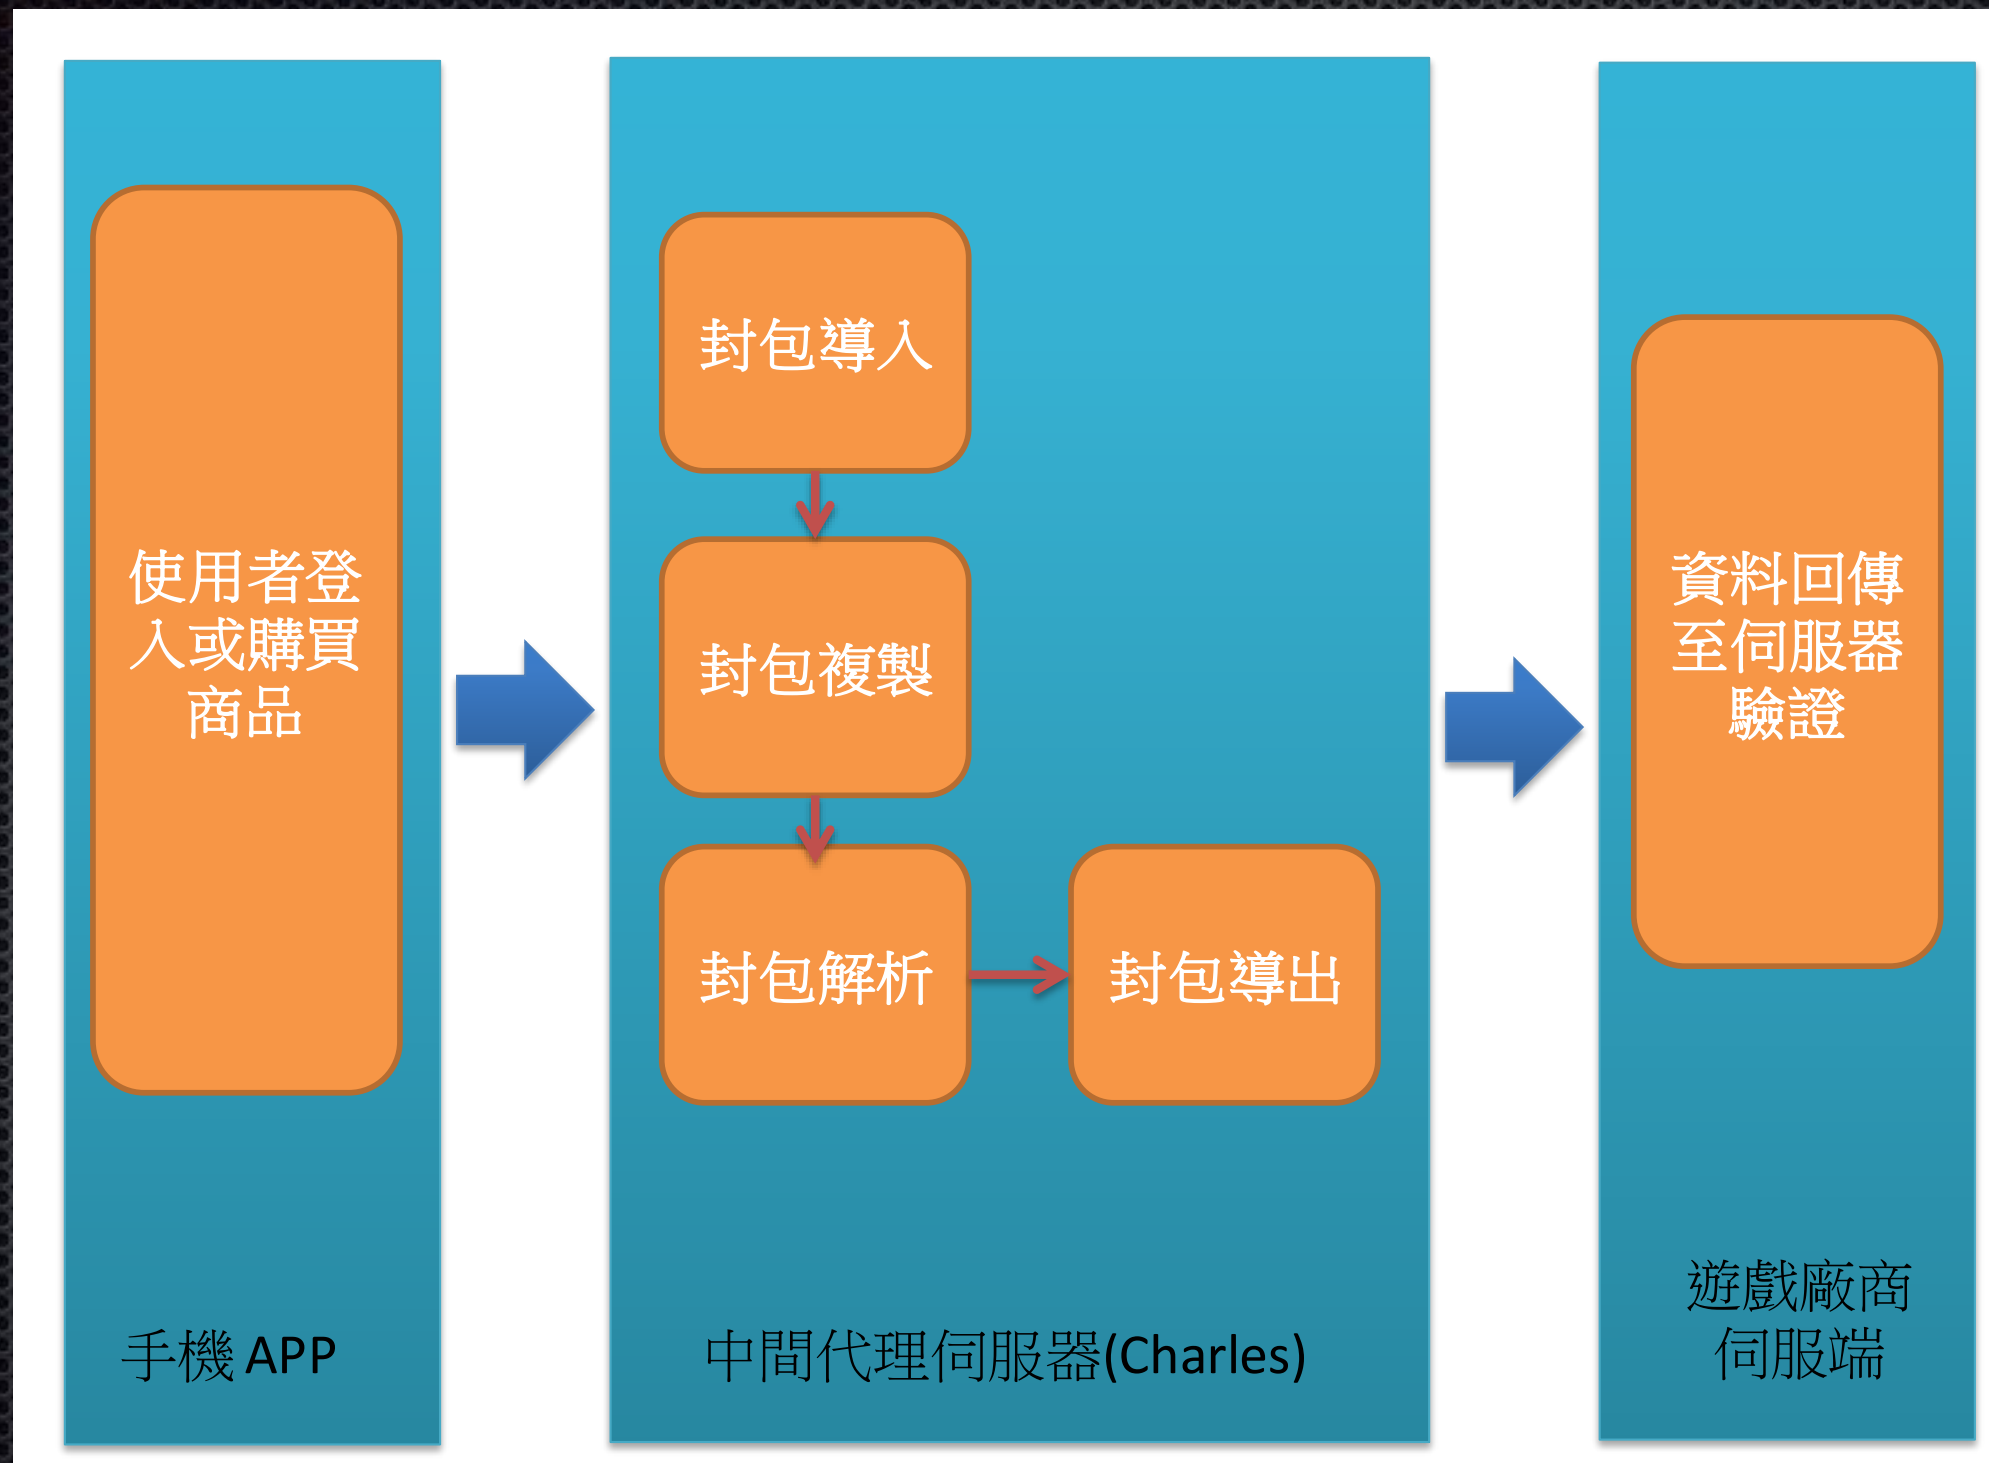 使用者登
入或購買
商品
手機 APP
封包導入
封包複製
封包解析
封包導出
中間代理伺服器(Charles)
資料回傳
至伺服器
驗證
遊戲廠商
伺服端